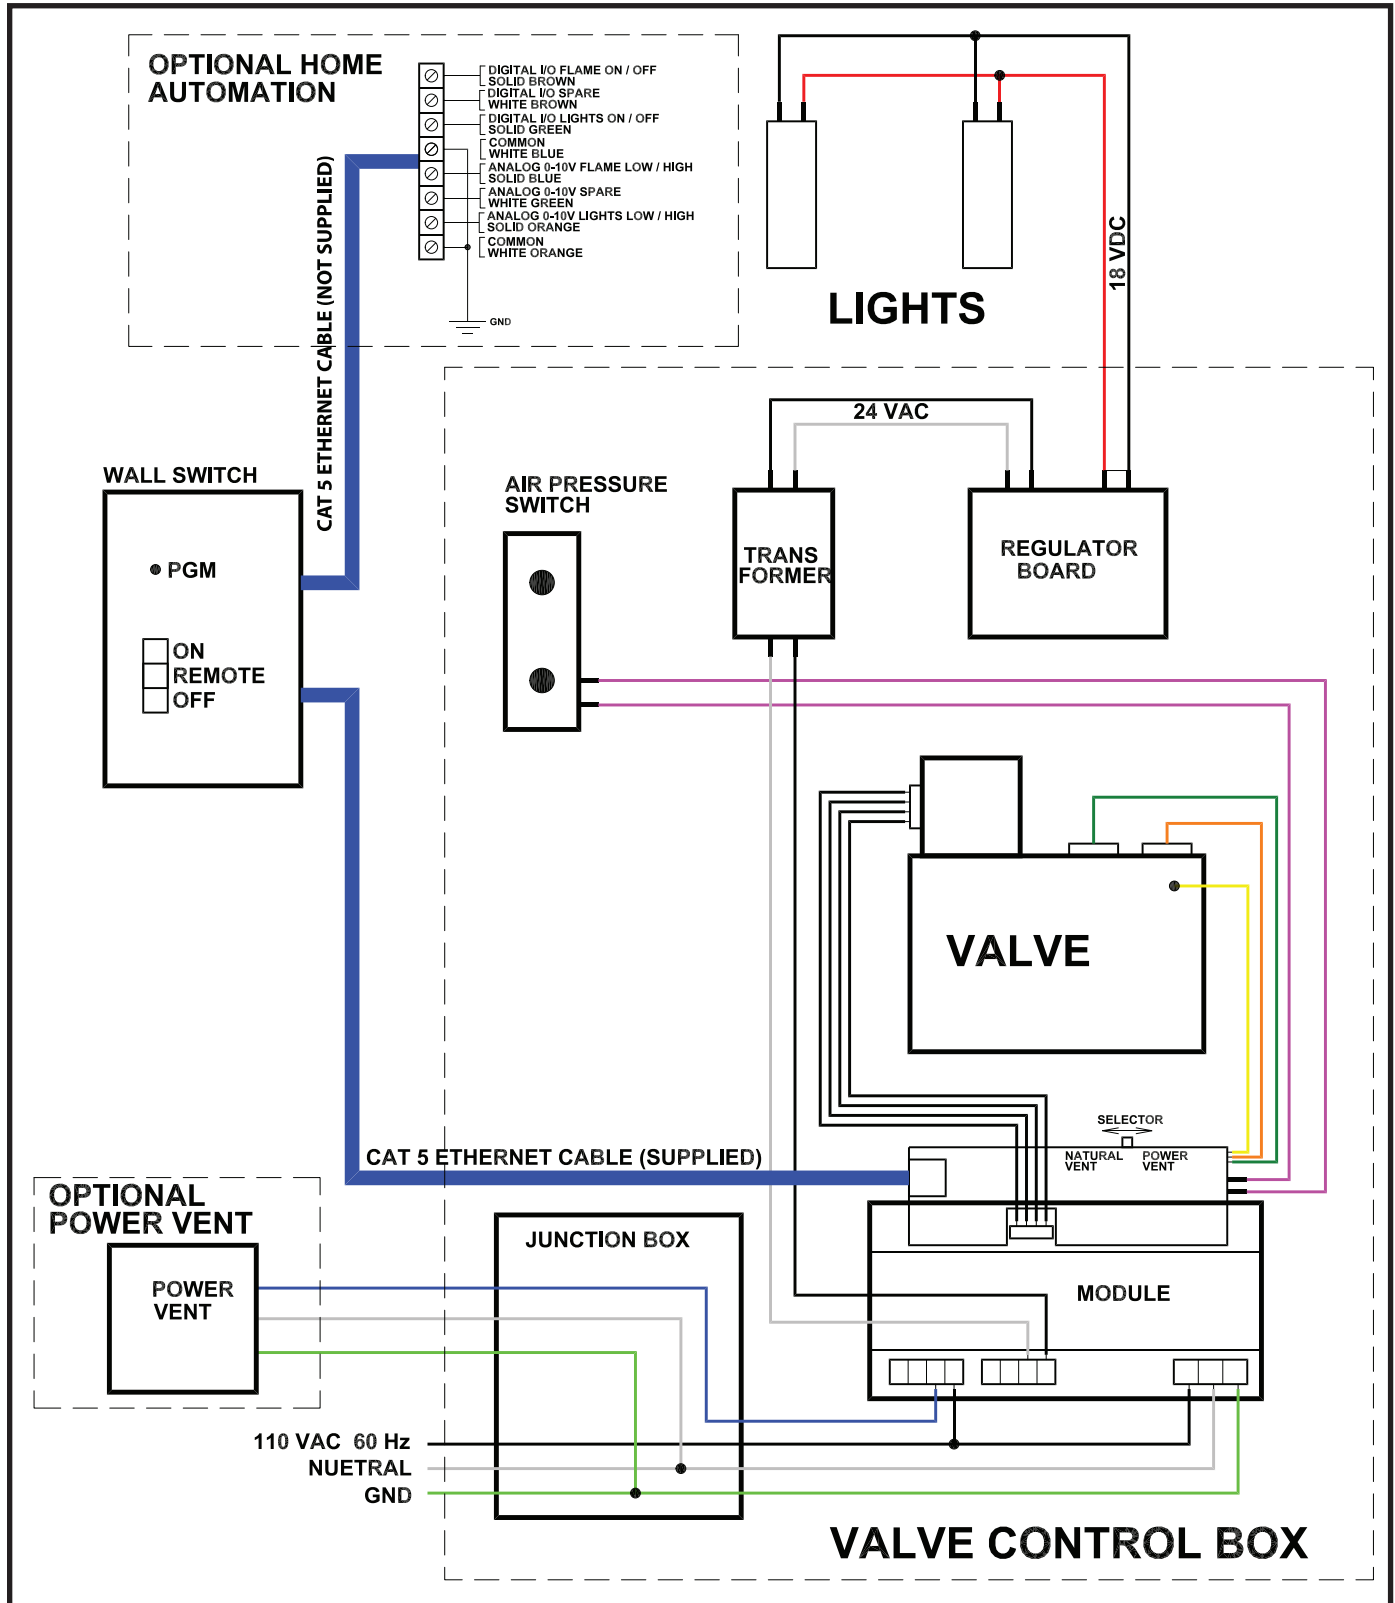 OPTIONAL HOME
AUTOMATION
DIGITAL I/O FLAME ON / OFF
SOLID BROWN
DIGITAL I/O SPARE
WHITE BROWN
DIGITAL I/O LIGHTS ON / OFF
SOLID GREEN
COMMON
WHITE BLUE
ANALOG 0-10V FLAME LOW / HIGH
SOLID BLUE
ANALOG 0-10V SPARE
WHITE GREEN
ANALOG 0-10V LIGHTS LOW / HIGH
SOLID ORANGE
COMMON
WHITE ORANGE
GND
LIGHTS
18 VDC
CAT 5 ETHERNET CABLE (NOT SUPPLIED)
24 VAC
WALL SWITCH
PGM
ON
REMOTE
OFF
AIR PRESSURE
SWITCH
TRANS
FORMER
REGULATOR
BOARD
VALVE
SELECTOR
NATURAL
VENT
POWER
VENT
CAT 5 ETHERNET CABLE (SUPPLIED)
OPTIONAL
POWER VENT
POWER
VENT
JUNCTION BOX
MODULE
110 VAC 60 Hz
NUETRAL
GND
VALVE CONTROL BOX